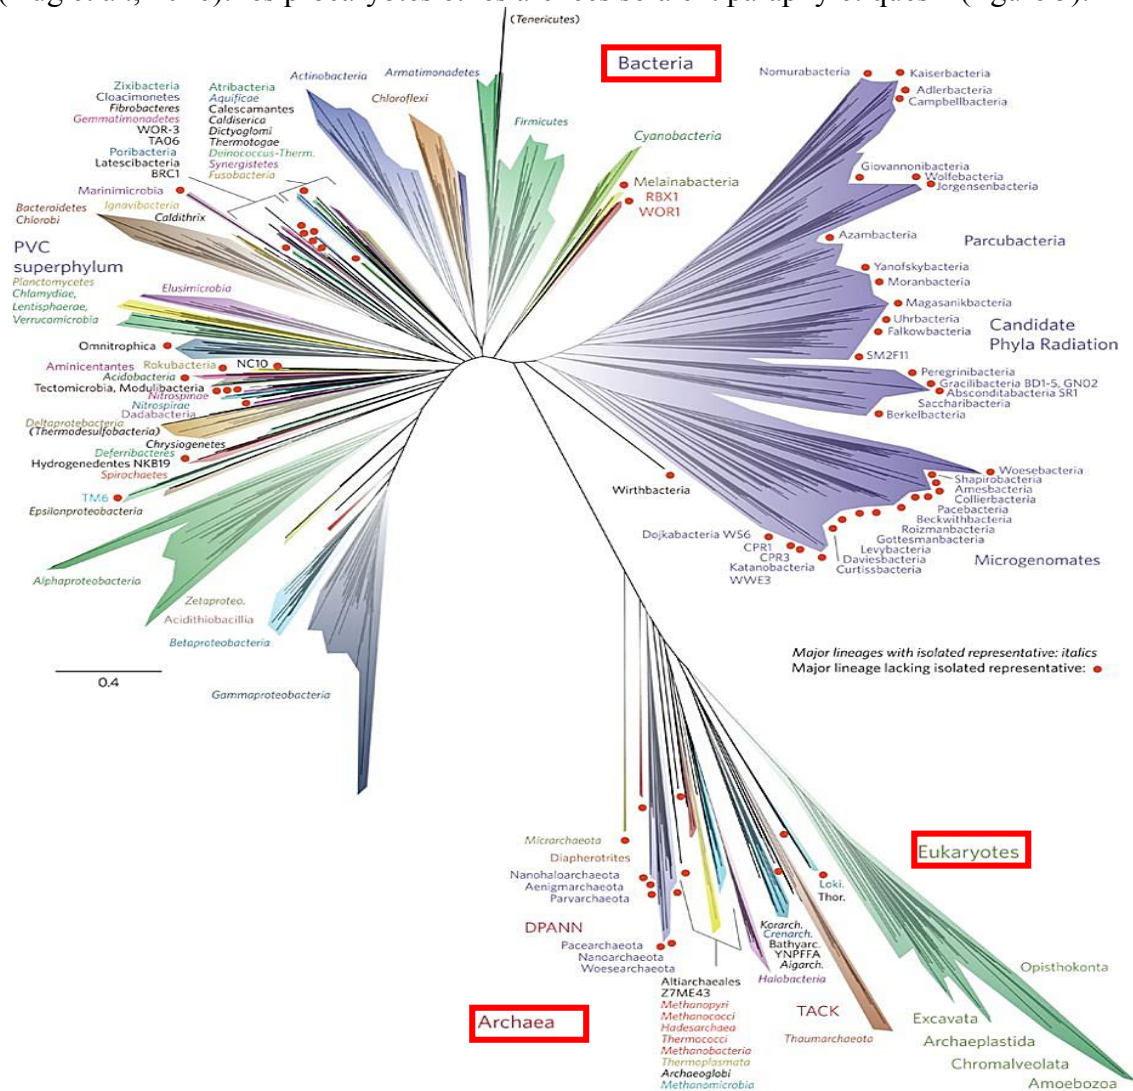 (Tenericutes)
Bacteria
Actinobacteria
Armatimonadetes
Chloroflexi
Firmicutes
Cyanobacteria
Melainabacteria
RBX1
WOR1
Zixibacteria
Cloacimonetes
Fibrobacteres
Gemmatimonadetes
WOR-3
TA06
Poribacteria
Latescibacteria
BRC1
Atribacteria
Aquificae
Calescamantes
Caldiserica
Dictyoglomi
Thermotogae
Deinococcus-Therm.
Synergistetes
Fusobacteria
Marinimicrobia
Ignavibacteria
Caldithrix
Bacteroidetes
Chlorobi
PVC
superphylum
Planctomycetes
Chlamydiae,
Lentisphaerae,
Verrucomicrobia
Elusimicrobia
Omnitrophica
Aminicentantes
Rokubacteria
NC10
Acidobacteria
Tectomicrobia, Modulibacteria
Nitrospinae
Nitrospirae
Dadabacteria
Deltaprotebacteria
(Thermodesulfobacteria)
Chrysiogenetes
Deferribacteres
Hydrogenedentes NKB19
Spirochaetes
TM6
Epsilonproteobacteria
Alphaproteobacteria
Zetaproteo.
Acidithiobacillia
Betaproteobacteria
Gammaproteobacteria
0.4
Nomurabacteria
Kaiserbacteria
Adlerbacteria
Campbellbacteria
Giovannonibacteria
Wolfebacteria
Jorgensenbacteria
Azambacteria
Parcubacteria
Yanofskybacteria
Moranbacteria
Magasanikbacteria
Uhrbacteria
Falkowbacteria
Candidate
Phyla Radiation
SM2F11
Peregrinibacteria
Gracilibacteria BD1-5, GN02
Absconditabacteria SR1
Saccharibacteria
Berkelbacteria
Woesebacteria
Shapirobacteria
Amesbacteria
Collierbacteria
Pacebacteria
Beckwithbacteria
Roizmanbacteria
Gottesmanbacteria
Levybacteria
Daviesbacteria
Curtissbacteria
Microgenomates
Wirthbacteria
Dojkabacteria WS6
CPR1
CPR3
Katanobacteria
WWE3
Major lineages with isolated representative: italics
Major lineage lacking isolated representative:
Micrarchaeota
Diapherotrites
Nanohaloarchaeota
Aenigmarchaeota
Parvarchaeota
DPANN
Pacearchaeota
Nanoarchaeota
Woesearchaeota
Archaea
Altiarchaeales
Z7ME43
Methanopyri
Methanococci
Hadesarchaea
Thermococci
Methanobacteria
Thermoplasmata
Archaeoglobi
Methanomicrobia
Halobacteria
Korarch.
Crenarch.
Bathyarc.
YNPFFA
Aigarch.
TACK
Thaumarchaeota
Loki.
Thor.
Eukaryotes
Opisthokonta
Excavata
Archaeplastida
Chromalveolata
Amoebozoa